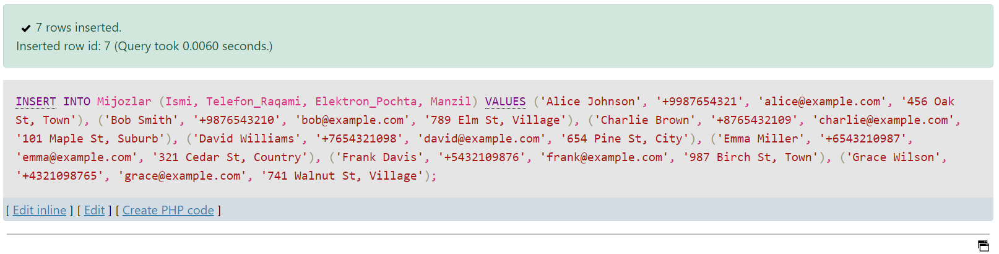 7 rows inserted.
Inserted row id: 7 (Query took 0.0060 seconds.)
INSERT INTO Mijozlar (Ismi, Telefon_Raqami, Elektron_Pochta, Manzil) VALUES ('Alice Johnson', '+9987654321', 'alice@example.com', '456 Oak
St, Town'), ('Bob Smith', '+9876543210', 'bob@example.com', '789 Elm St, Village'), ('Charlie Brown', '+8765432109', 'charlie@example.com',
'101 Maple St, Suburb'), ('David Williams', '+7654321098', 'david@example.com', '654 Pine St, City'), ('Emma Miller', '+6543210987',
'emma@example.com', '321 Cedar St, Country'), ('Frank Davis', '+5432109876', 'frank@example.com', '987 Birch St, Town'), ('Grace Wilson',
'+4321098765', 'grace@example.com', '741 Walnut St, Village');
[ Edit inline ] [ Edit ] [ Create PHP code ]